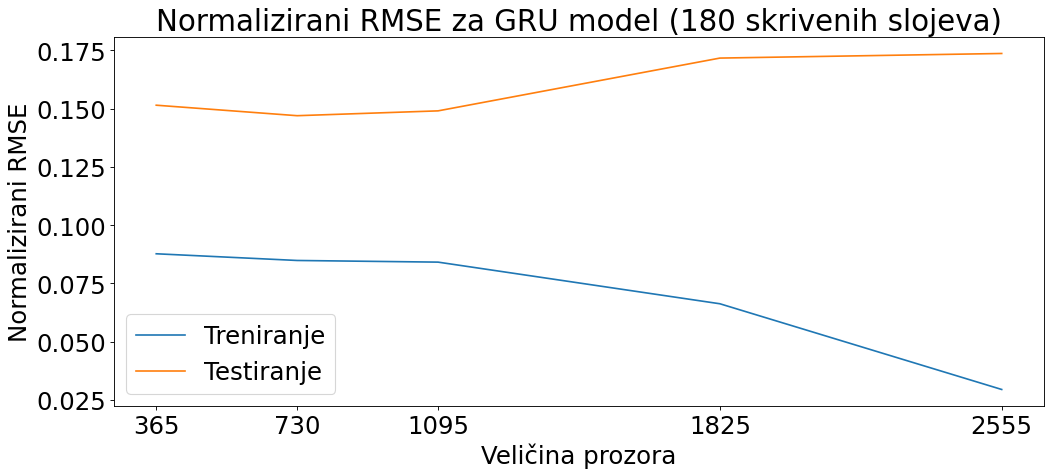 Normalizirani RMSE za GRU model (180 skrivenih slojeva)
Normalizirani RMSE
0.175
0.150
0.125
0.100
0.075
0.050
0.025
Treniranje
Testiranje
365 730 1095 1825 2555
Veličina prozora